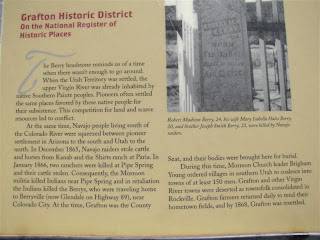 Grafton Historic District
On the National Register of
Historic Places
The Berry headstone reminds us of a time
when there wasn't enough to go around.
When the Utah Territory was settled, the
upper Virgin River was already inhabited by
native Southern Paiute peoples. Pioneers often settled
the same places favored by these native people for
their subsistence. This competition for land and scarce
resources led to conflict.
At the same time, Navajo people living south of
the Colorado River were squeezed between pioneer
settlement in Arizona to the south and Utah to the
north. In December 1865, Navajo raiders stole cattle
and horses from Kanab and the Shirts ranch at Paria. In
January 1866, two ranchers were killed at Pipe Spring
and their cattle stolen. Consequently, the Mormon
militia killed Indians near Pipe Spring and in retaliation
the Indians killed the Berrys, who were traveling home
to Berryville (now Glendale on Highway 89), near
Colorado City. At the time, Grafton was the County
Robert Madison Berry, 24, his wife Mary Isabella Hales Berry
20, and brother Joseph Smith Berry, 23, were killed by Navajo
raiders.
Seat, and their bodies were brought here for burial.
During this time, Mormon Church leader Brigham
Young ordered villages in southern Utah to coalesce into
towns of at least 150 men. Grafton and other Virgin
River towns were deserted as townsfolk consolidated in
Rockville. Grafton farmers returned daily to tend their
hometown fields, and by 1868, Grafton was resettled.